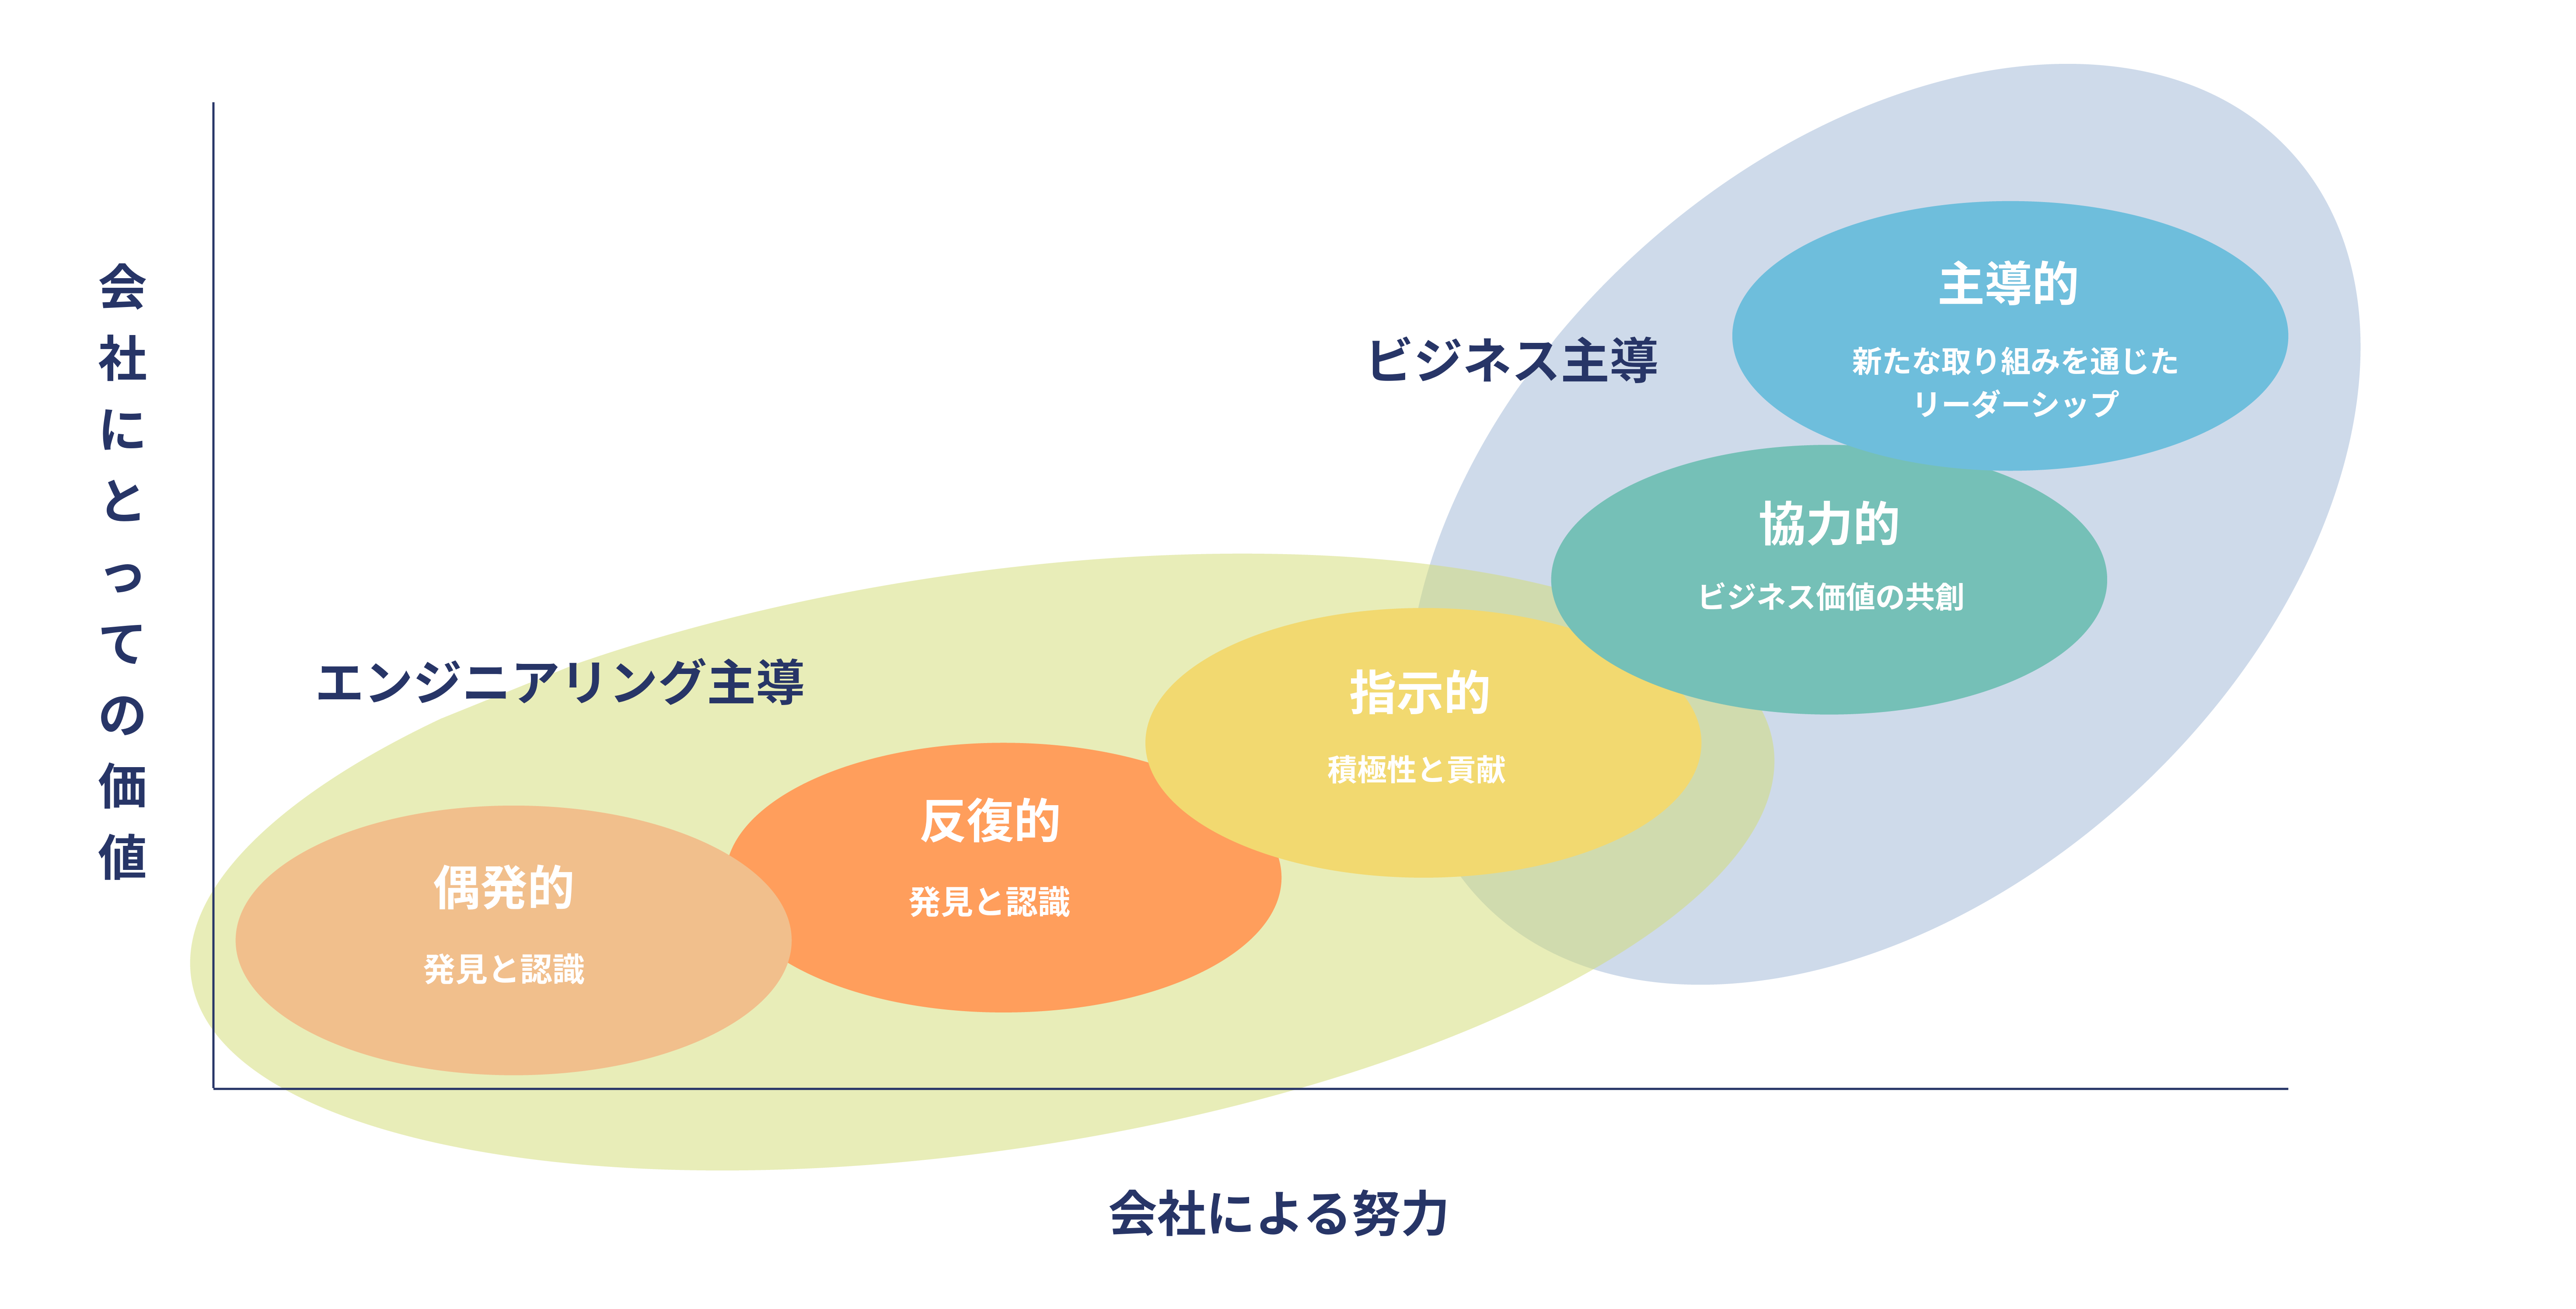 会社にとっての価値
ビジネス主導
主導的
新たな取り組みを通じた
リーダーシップ
協力的
ビジネス価値の共創
エンジニアリング主導
指示的
積極性と貢献
反復的
発見と認識
偶発的
発見と認識
会社による努力